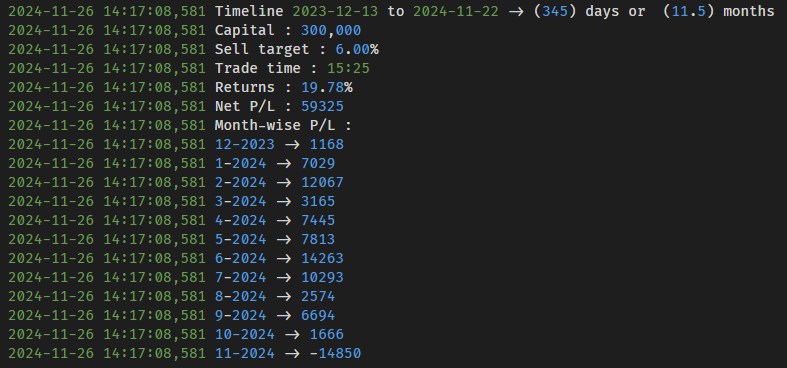 2024-11-26 14:17:08,581 Timeline 2023-12-13 to 2024-11-22 -> (345) days or  (11.5) months
2024-11-26 14:17:08,581 Capital : 300,000
2024-11-26 14:17:08,581 Sell target : 6.00%
2024-11-26 14:17:08,581 Trade time : 15:25
2024-11-26 14:17:08,581 Returns : 19.78%
2024-11-26 14:17:08,581 Net P/L : 59325
2024-11-26 14:17:08,581 Month-wise P/L :
2024-11-26 14:17:08,581 12-2023 -> 1168
2024-11-26 14:17:08,581 1-2024 -> 7029
2024-11-26 14:17:08,581 2-2024 -> 12067
2024-11-26 14:17:08,581 3-2024 -> 3165
2024-11-26 14:17:08,581 4-2024 -> 7445
2024-11-26 14:17:08,581 5-2024 -> 7813
2024-11-26 14:17:08,581 6-2024 -> 14263
2024-11-26 14:17:08,581 7-2024 -> 10293
2024-11-26 14:17:08,581 8-2024 -> 2574
2024-11-26 14:17:08,581 9-2024 -> 6694
2024-11-26 14:17:08,581 10-2024 -> 1666
2024-11-26 14:17:08,581 11-2024 -> -14850